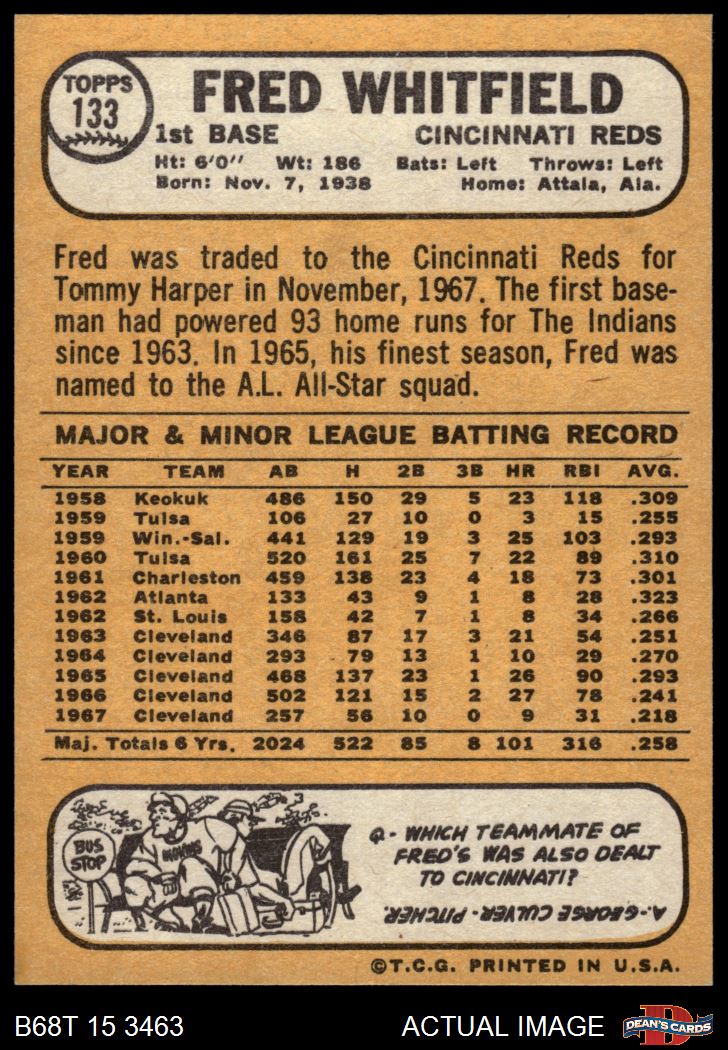 TOPPS
133
FRED WHITFIELD
1st BASE CINCINNATI REDS
Ht: 6'0" Wt: 186 Bats: Left Throws: Left
Born: Nov. 7, 1938 Home: Attala, Ala.
Fred was traded to the Cincinnati Reds for
Tommy Harper in November, 1967. The first base-
man had powered 93 home runs for The Indians
since 1963. In 1965, his finest season, Fred was
named to the A.L. All-Star squad.
MAJOR & MINOR LEAGUE BATTING RECORD
YEAR TEAM AB H 2B 3B HR RBI AVG.
1958 Keokuk 486 150 29 5 23 118 .309
1959 Tulsa 106 27 10 0 3 15 .255
1959 Win.-Sal. 441 129 19 3 25 103 .293
1960 Tulsa 520 161 25 7 22 89 .310
1961 Charleston 459 138 23 4 18 73 .301
1962 Atlanta 133 43 9 1 8 28 .323
1962 St. Louis 158 42 7 1 8 34 .266
1963 Cleveland 346 87 17 3 21 54 .251
1964 Cleveland 293 79 13 1 10 29 .270
1965 Cleveland 468 137 23 1 26 90 .293
1966 Cleveland 502 121 15 2 27 78 .241
1967 Cleveland 257 56 10 0 9 31 .218
Maj. Totals 6 Yrs. 2024 522 85 8 101 316 .258
BUS
STOP
INDIANS
Q- WHICH TEAMMATE OF
FRED'S WAS ALSO DEALT
TO CINCINNATI?
A-GEORGE CULVER-PITCHER.
©T.C.G. PRINTED IN U.S.A.
B68T 15 3463 ACTUAL IMAGE
D
DEAN'S CARDS